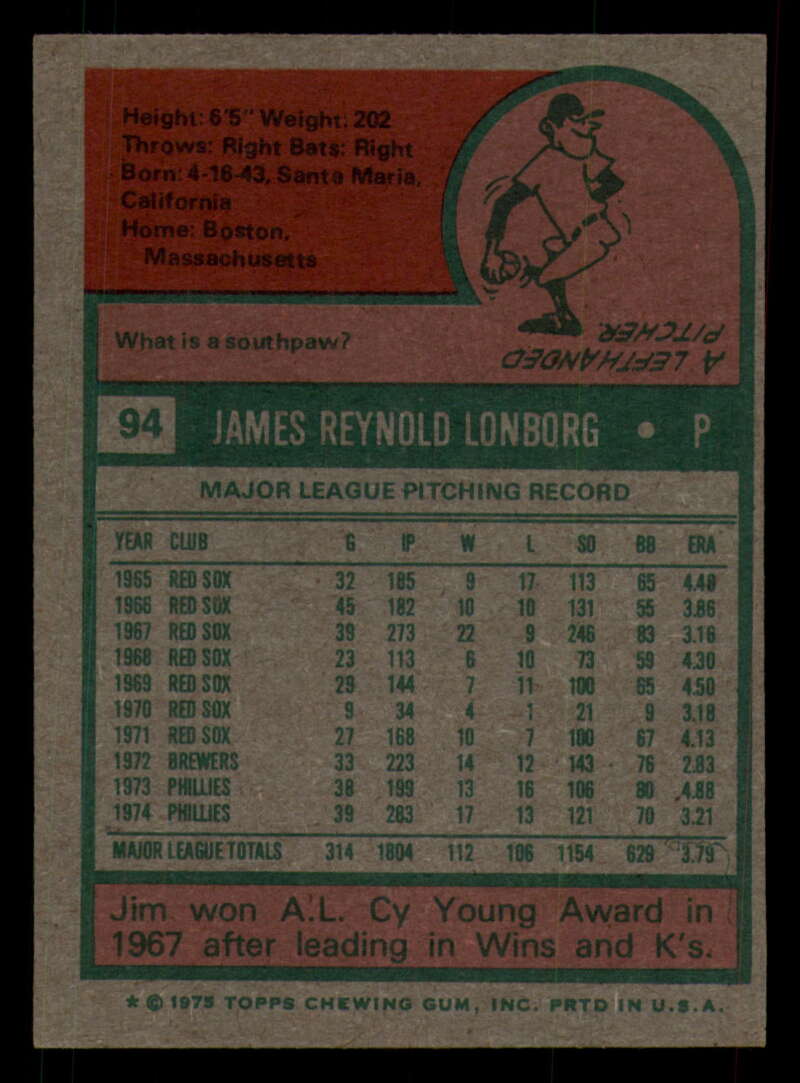 Height: 6'5" Weight: 202
Throws: Right Bats: Right
Born: 4-16-43, Santa Maria,
California
Home: Boston,
Massachusetts
What is a southpaw?
A LEFTHANDED
PITCHER.
94 JAMES REYNOLD LONBORG • P
MAJOR LEAGUE PITCHING RECORD
YEAR CLUB G IP W L SO BB ERA
1965 RED SOX 32 185 9 17 113 65 4.48
1966 RED SOX 45 182 10 10 131 55 3.86
1967 RED SOX 39 273 22 9 246 83 3.16
1968 RED SOX 23 113 6 10 73 59 4.30
1969 RED SOX 29 144 7 11 100 65 4.50
1970 RED SOX 9 34 4 1 21 9 3.18
1971 RED SOX 27 168 10 7 100 67 4.13
1972 BREWERS 33 223 14 12 143 76 2.83
1973 PHILLIES 38 199 13 16 106 80 4.88
1974 PHILLIES 39 283 17 13 121 70 3.21
MAJOR LEAGUE TOTALS 314 1804 112 106 1154 629 3.79
Jim won A.L. Cy Young Award in
1967 after leading in Wins and K's.
* © 1975 TOPPS CHEWING GUM, INC. PRTD IN U.S.A.